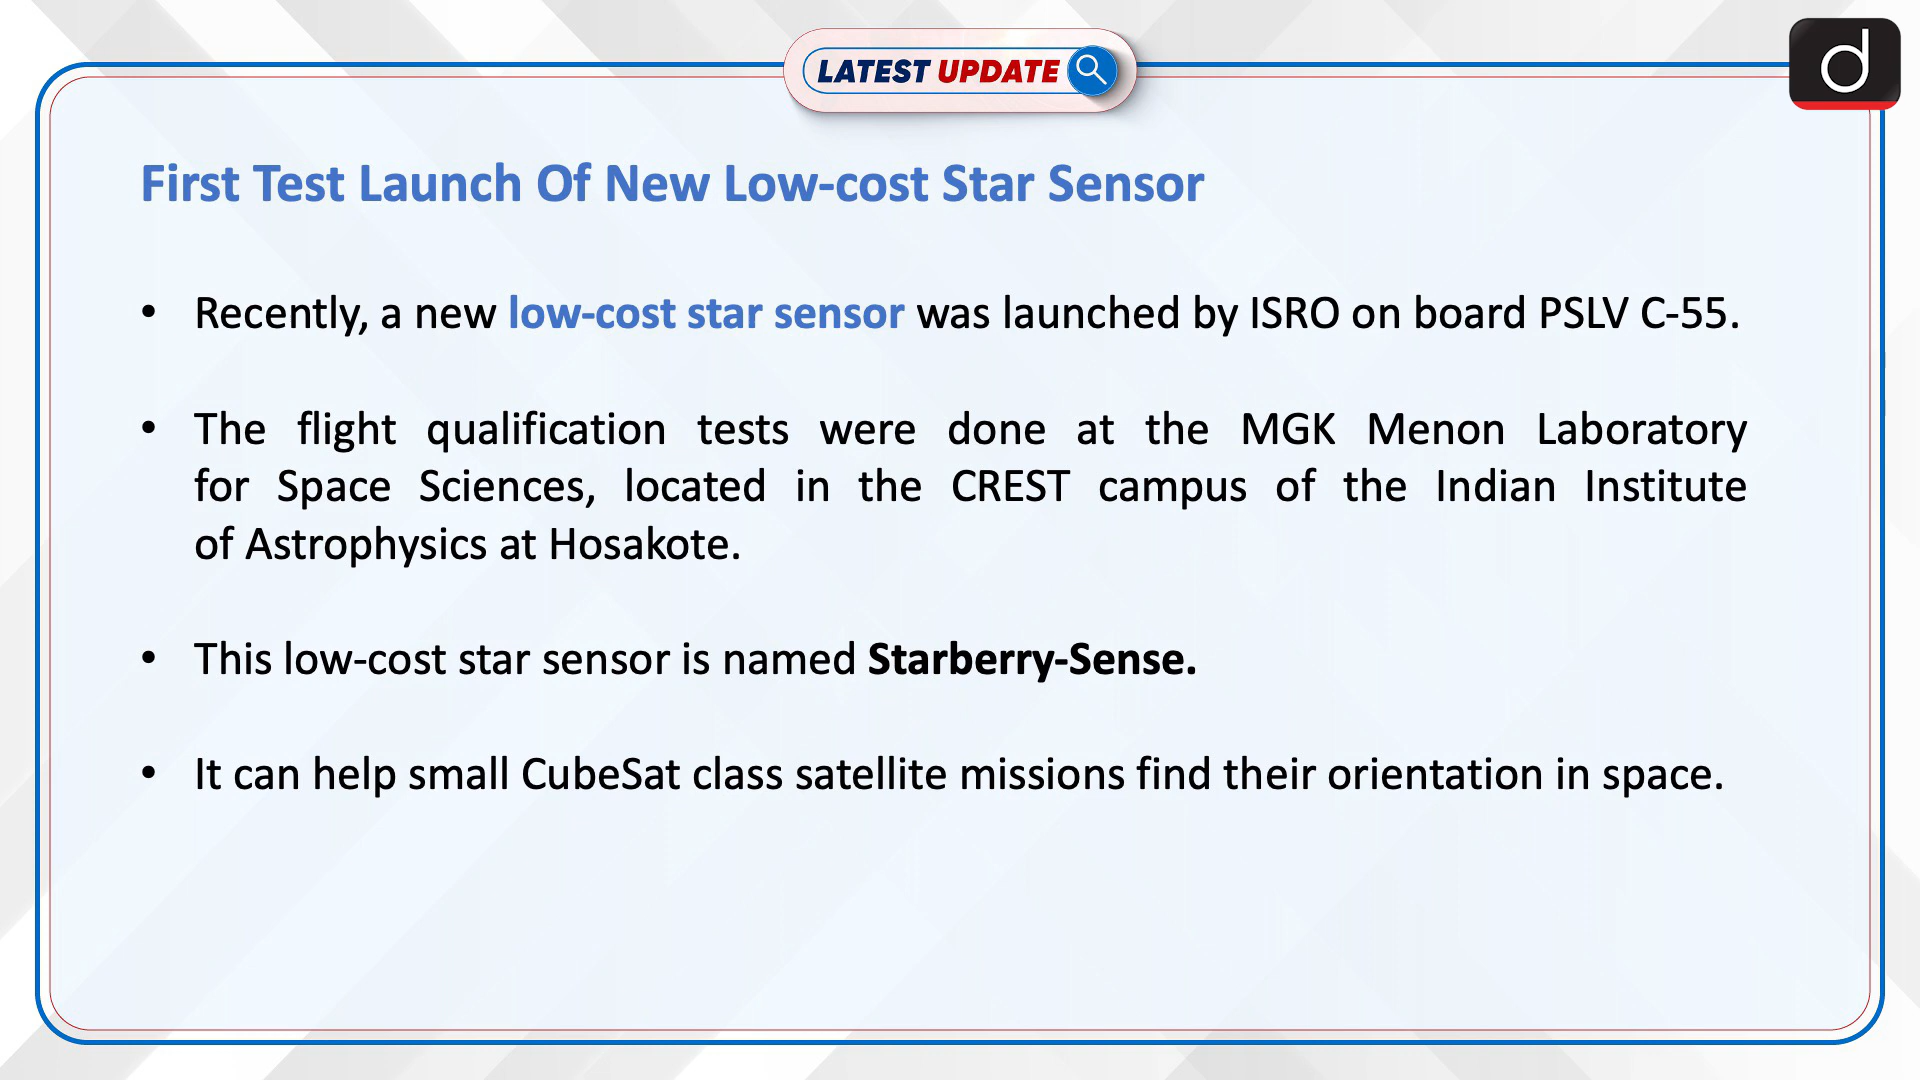 LATEST UPDATE
d
First Test Launch Of New Low-cost Star Sensor
• Recently, a new low-cost star sensor was launched by ISRO on board PSLV C-55.
• The flight qualification tests were done at the MGK Menon Laboratory
for Space Sciences, located in the CREST campus of the Indian Institute
of Astrophysics at Hosakote.
• This low-cost star sensor is named Starberry-Sense.
• It can help small CubeSat class satellite missions find their orientation in space.